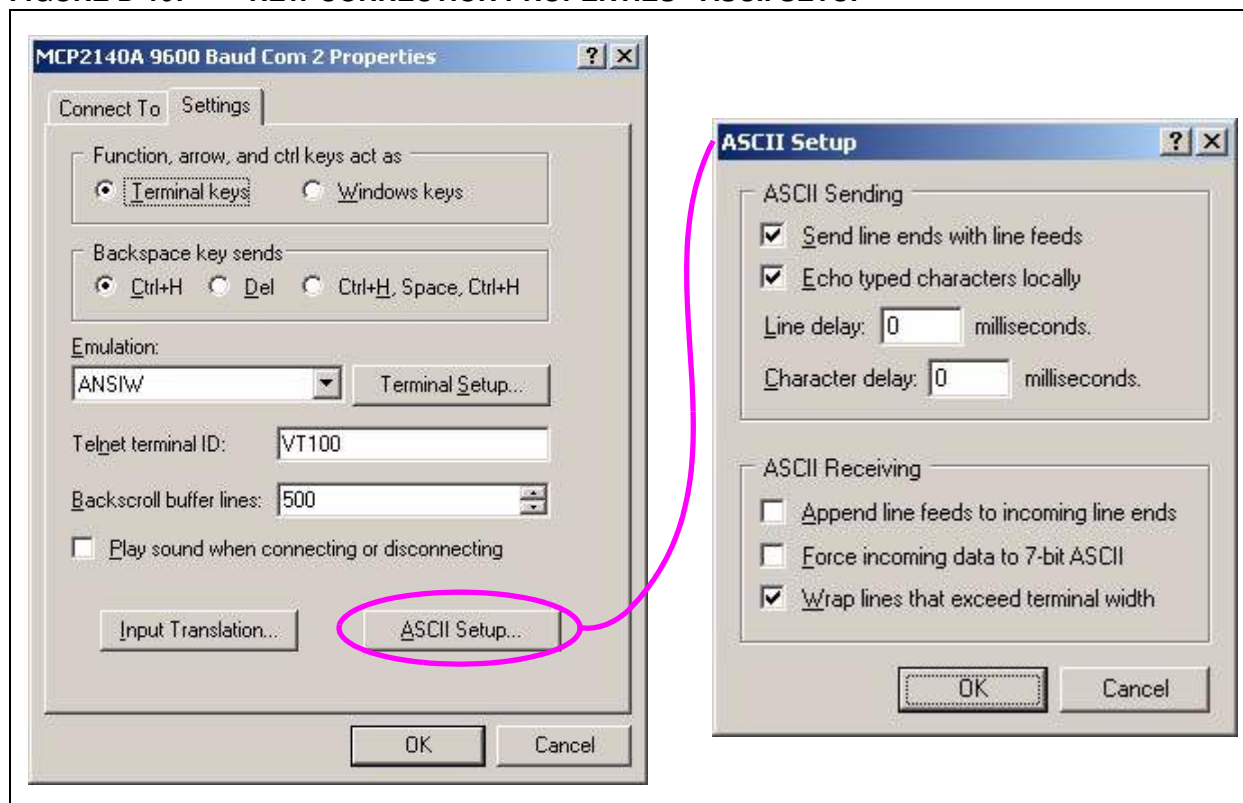 MCP2140A 9600 Baud Com 2 Properties
Connect To
Settings
Function, arrow, and ctrl keys act as
Terminal keys
Windows keys
Backspace key sends
Ctrl+H
Del
Ctrl+H, Space, Ctrl+H
Emulation:
ANSIW
Terminal Setup...
Telnet terminal ID:
VT100
Backscroll buffer lines:
500
Play sound when connecting or disconnecting
Input Translation...
ASCII Setup...
OK
Cancel
ASCII Setup
ASCII Sending
Send line ends with line feeds
Echo typed characters locally
Line delay: 0 milliseconds.
Character delay: 0 milliseconds.
ASCII Receiving
Append line feeds to incoming line ends
Force incoming data to 7-bit ASCII
Wrap lines that exceed terminal width
OK
Cancel